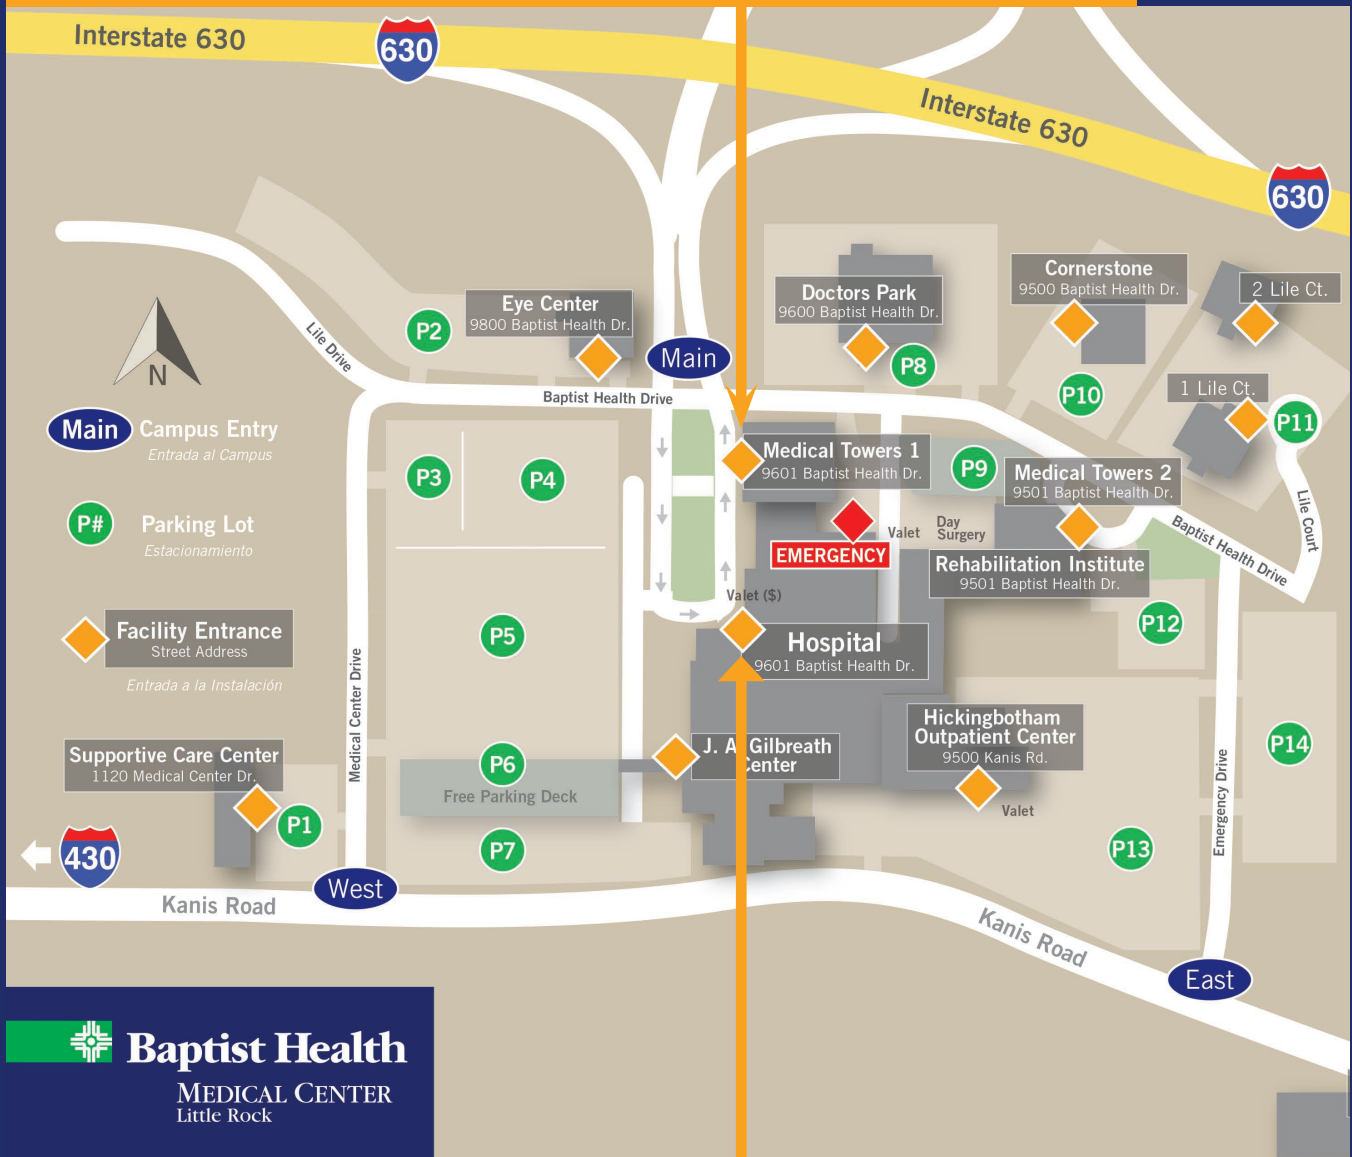 Interstate 630
630
Interstate 630
630
Lile Drive
P2
Eye Center
9800 Baptist Health Dr.
Main
Doctors Park
9600 Baptist Health Dr.
P8
Cornerstone
9500 Baptist Health Dr.
P10
2 Lile Ct.
1 Lile Ct.
P11
Lile Court
N
Main Campus Entry
Entrada al Campus
P# Parking Lot
Estacionamiento
Facility Entrance
Street Address
Entrada a la Instalación
Baptist Health Drive
P3
P4
Medical Towers 1
9601 Baptist Health Dr.
P9
Medical Towers 2
9501 Baptist Health Dr.
EMERGENCY
Valet
Day
Surgery
Rehabilitation Institute
9501 Baptist Health Dr.
Baptist Health Drive
Valet ($)
P5
Hospital
9601 Baptist Health Dr.
P12
Medical Center Drive
Supportive Care Center
1120 Medical Center Dr.
P1
P6
Free Parking Deck
P7
J. A. Gilbreath
Center
Hickingbotham
Outpatient Center
9500 Kanis Rd.
Valet
P13
Emergency Drive
P14
430
West
Kanis Road
Kanis Road
East
Baptist Health
MEDICAL CENTER
Little Rock